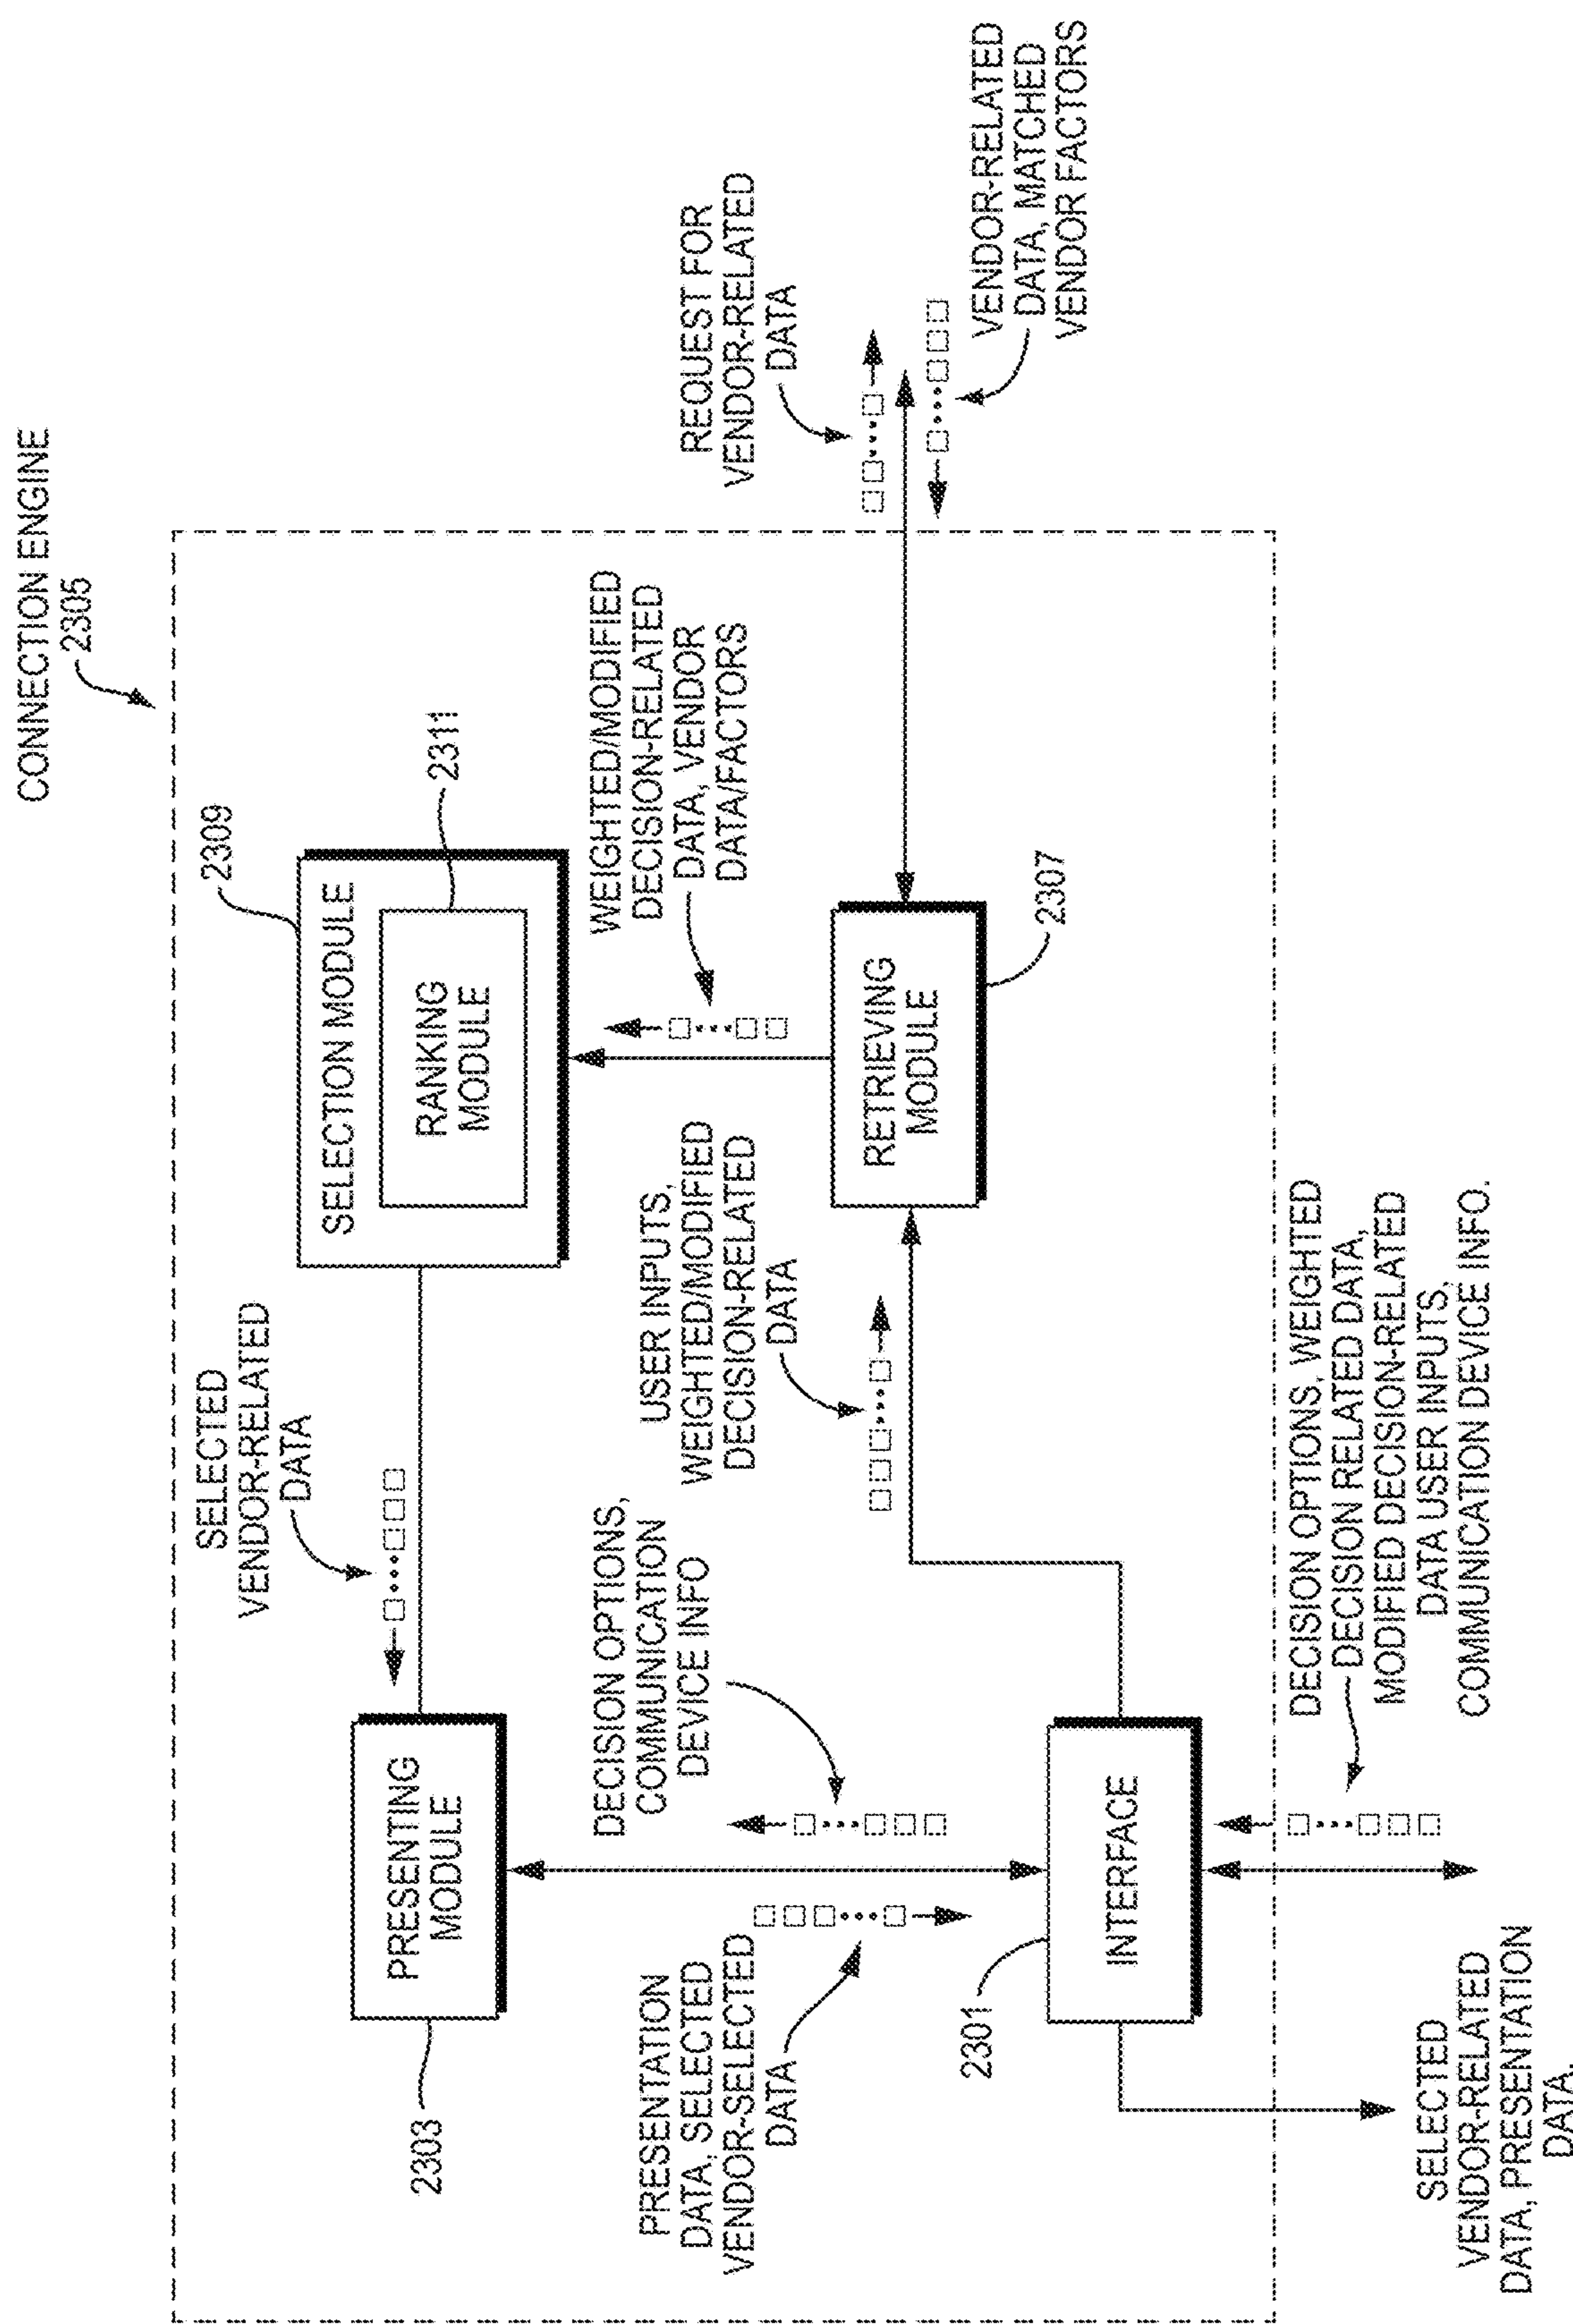 CONNECTION ENGINE
2305
2309
SELECTION MODULE
RANKING
MODULE
2311
SELECTED
VENDOR-RELATED
DATA
PRESENTING
MODULE
2303
DECISION OPTIONS,
COMMUNICATION
DEVICE INFO
PRESENTATION
DATA, SELECTED
VENDOR-SELECTED
DATA
USER INPUTS,
WEIGHTED/MODIFIED
DECISION-RELATED
DATA
WEIGHTED/MODIFIED
DECISION-RELATED
DATA, VENDOR
DATA/FACTORS
REQUEST FOR
VENDOR-RELATED
DATA
VENDOR-RELATED
DATA, MATCHED
VENDOR FACTORS
RETRIEVING
MODULE
2307
2301
INTERFACE
DECISION OPTIONS, WEIGHTED
DECISION RELATED DATA,
MODIFIED DECISION-RELATED
DATA USER INPUTS,
COMMUNICATION DEVICE INFO.
SELECTED
VENDOR-RELATED
DATA, PRESENTATION
DATA.